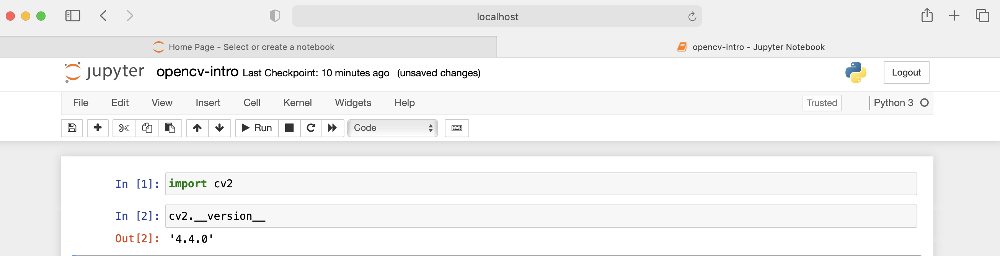 localhost
Home Page - Select or create a notebook
opencv-intro - Jupyter Notebook
jupyter opencv-intro Last Checkpoint: 10 minutes ago (unsaved changes)
Logout
File Edit View Insert Cell Kernel Widgets Help
Trusted
Python 3
Run
Code
In [1]: import cv2
In [2]: cv2.__version__
Out[2]: '4.4.0'